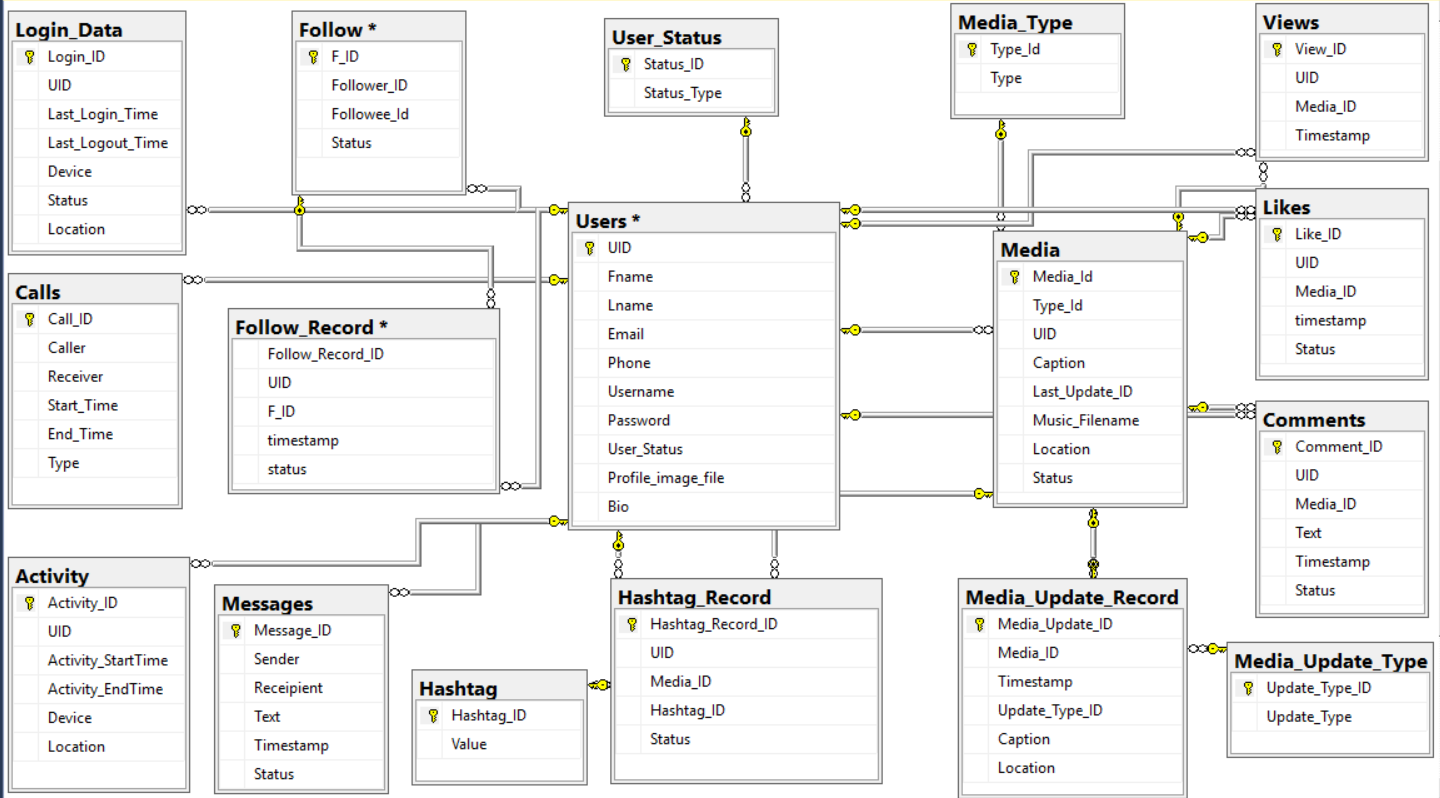 Login_Data
Login_ID
UID
Last_Login_Time
Last_Logout_Time
Device
Status
Location
Follow *
F_ID
Follower_ID
Followee_Id
Status
User_Status
Status_ID
Status_Type
Media_Type
Type_Id
Type
Views
View_ID
UID
Media_ID
Timestamp
Calls
Call_ID
Caller
Receiver
Start_Time
End_Time
Type
Follow_Record *
Follow_Record_ID
UID
F_ID
timestamp
status
Users *
UID
Fname
Lname
Email
Phone
Username
Password
User_Status
Profile_image_file
Bio
Media
Media_Id
Type_Id
UID
Caption
Last_Update_ID
Music_Filename
Location
Status
Likes
Like_ID
UID
Media_ID
timestamp
Status
Comments
Comment_ID
UID
Media_ID
Text
Timestamp
Status
Activity
Activity_ID
UID
Activity_StartTime
Activity_EndTime
Device
Location
Messages
Message_ID
Sender
Receipient
Text
Timestamp
Status
Hashtag
Hashtag_ID
Value
Hashtag_Record
Hashtag_Record_ID
UID
Media_ID
Hashtag_ID
Status
Media_Update_Record
Media_Update_ID
Media_ID
Timestamp
Update_Type_ID
Caption
Location
Media_Update_Type
Update_Type_ID
Update_Type